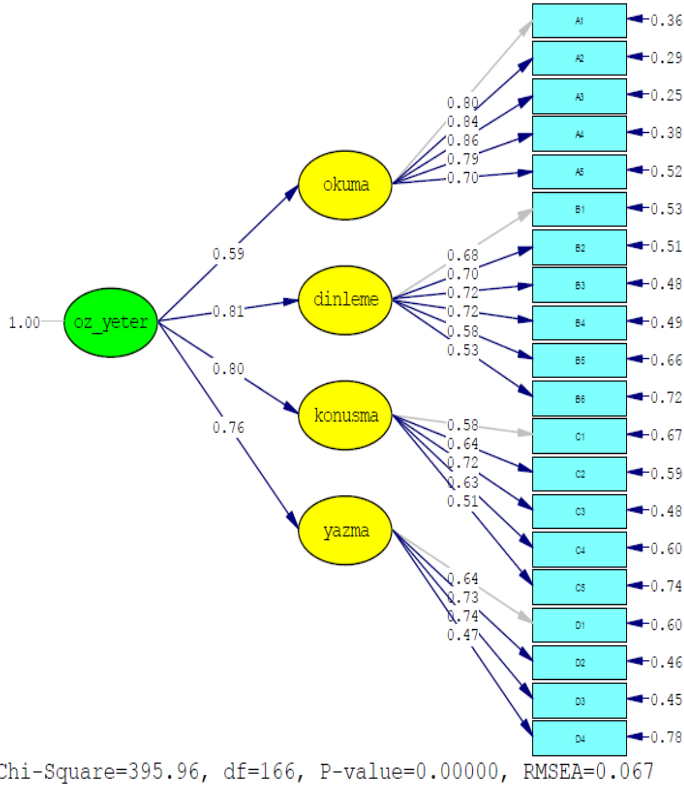 A1 0.36
A2 0.29
A3 0.25
0.80
0.84
A4 0.38
0.86
0.79
A5 0.52
0.70
okuma
B1 0.53
B2 0.51
0.59
0.68
0.70
B3 0.48
0.72
dinleme
0.81
0.72
B4 0.49
1.00 oz_yeter
0.58
0.53
B5 0.66
0.80
B6 0.72
konusma
0.76
0.58
C1 0.67
0.64
0.72
C2 0.59
0.63
0.51
C3 0.48
yazma
C4 0.60
0.64
C5 0.74
0.73
0.74
D1 0.60
0.47
D2 0.46
D3 0.45
D4 0.78
Chi-Square=395.96, df=166, P-value=0.00000, RMSEA=0.067